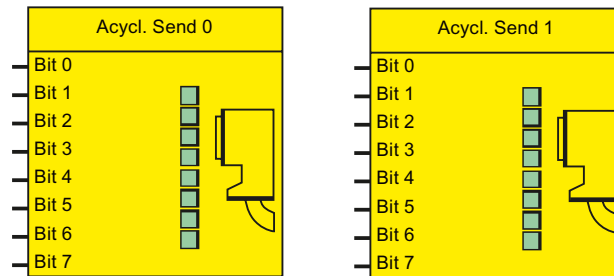 Acycl. Send 0
Bit 0
Bit 1
Bit 2
Bit 3
Bit 4
Bit 5
Bit 6
Bit 7
Acycl. Send 1
Bit 0
Bit 1
Bit 2
Bit 3
Bit 4
Bit 5
Bit 6
Bit 7